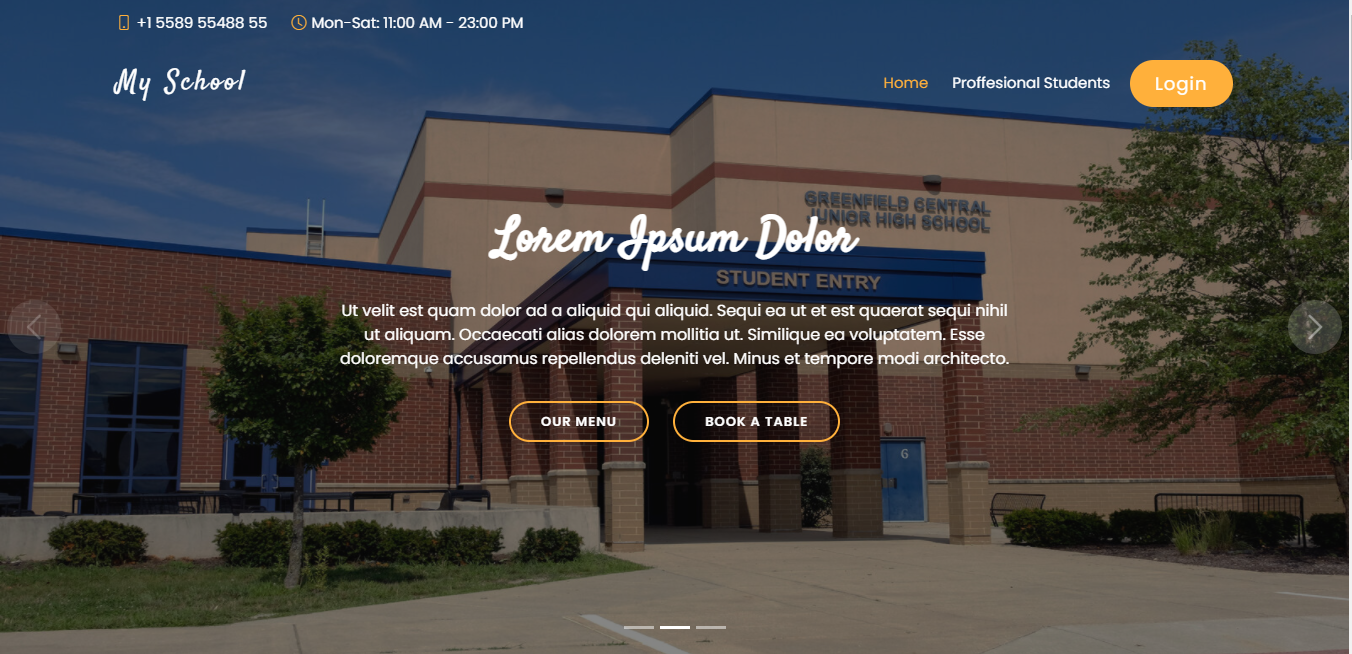 +1 5589 55488 55 Mon-Sat: 11:00 AM - 23:00 PM
My School
Home Proffesional Students Login
GREENFIELD CENTRAL
JUNIOR HIGH SCHOOL
Lorem Ipsum Dolor
STUDENT ENTRY
Ut velit est quam dolor ad a aliquid qui aliquid. Sequi ea ut et est quaerat sequi nihil
ut aliquam. Occaecati alias dolorem mollitia ut. Similique ea voluptatem. Esse
doloremque accusamus repellendus deleniti vel. Minus et tempore modi architecto.
OUR MENU BOOK A TABLE
6